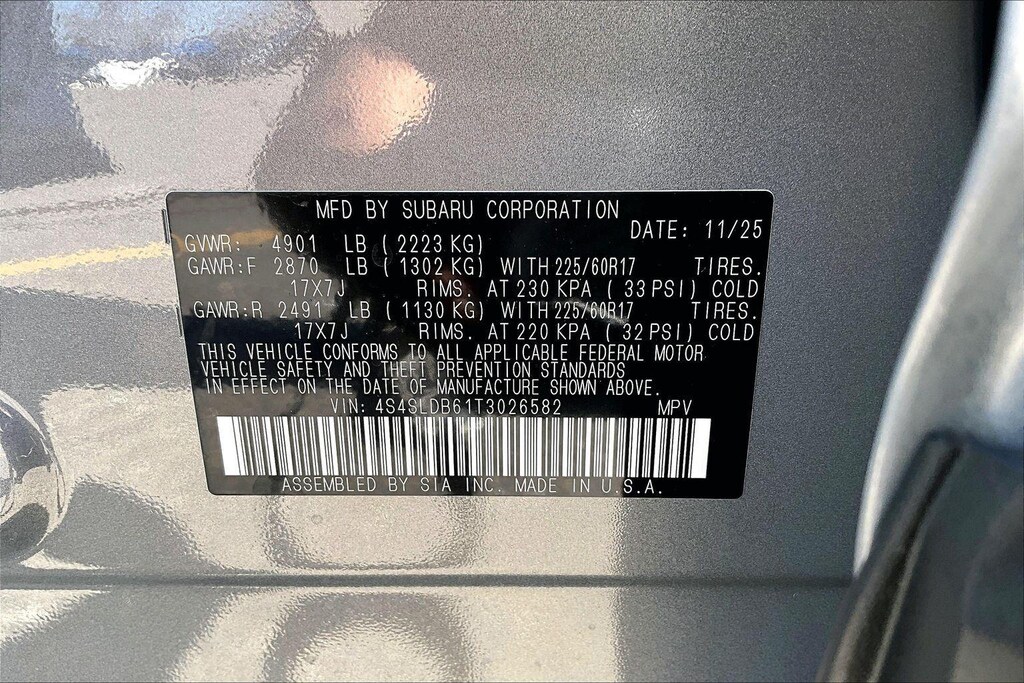 MFD BY SUBARU CORPORATION
DATE: 11/25
GVWR: 4901 LB ( 2223 KG)
GAWR:F 2870 LB ( 1302 KG) WITH 225/60R17 TIRES.
17X7J RIMS. AT 230 KPA ( 33 PSI) COLD
GAWR:R 2491 LB ( 1130 KG) WITH 225/60R17 TIRES.
17X7J RIMS. AT 220 KPA ( 32 PSI) COLD
THIS VEHICLE CONFORMS TO ALL APPLICABLE FEDERAL MOTOR
VEHICLE SAFETY AND THEFT PREVENTION STANDARDS
IN EFFECT ON THE DATE OF MANUFACTURE SHOWN ABOVE.
VIN: 4S4SLDB61T3026582 MPV
ASSEMBLED BY SIA INC. MADE IN U.S.A.